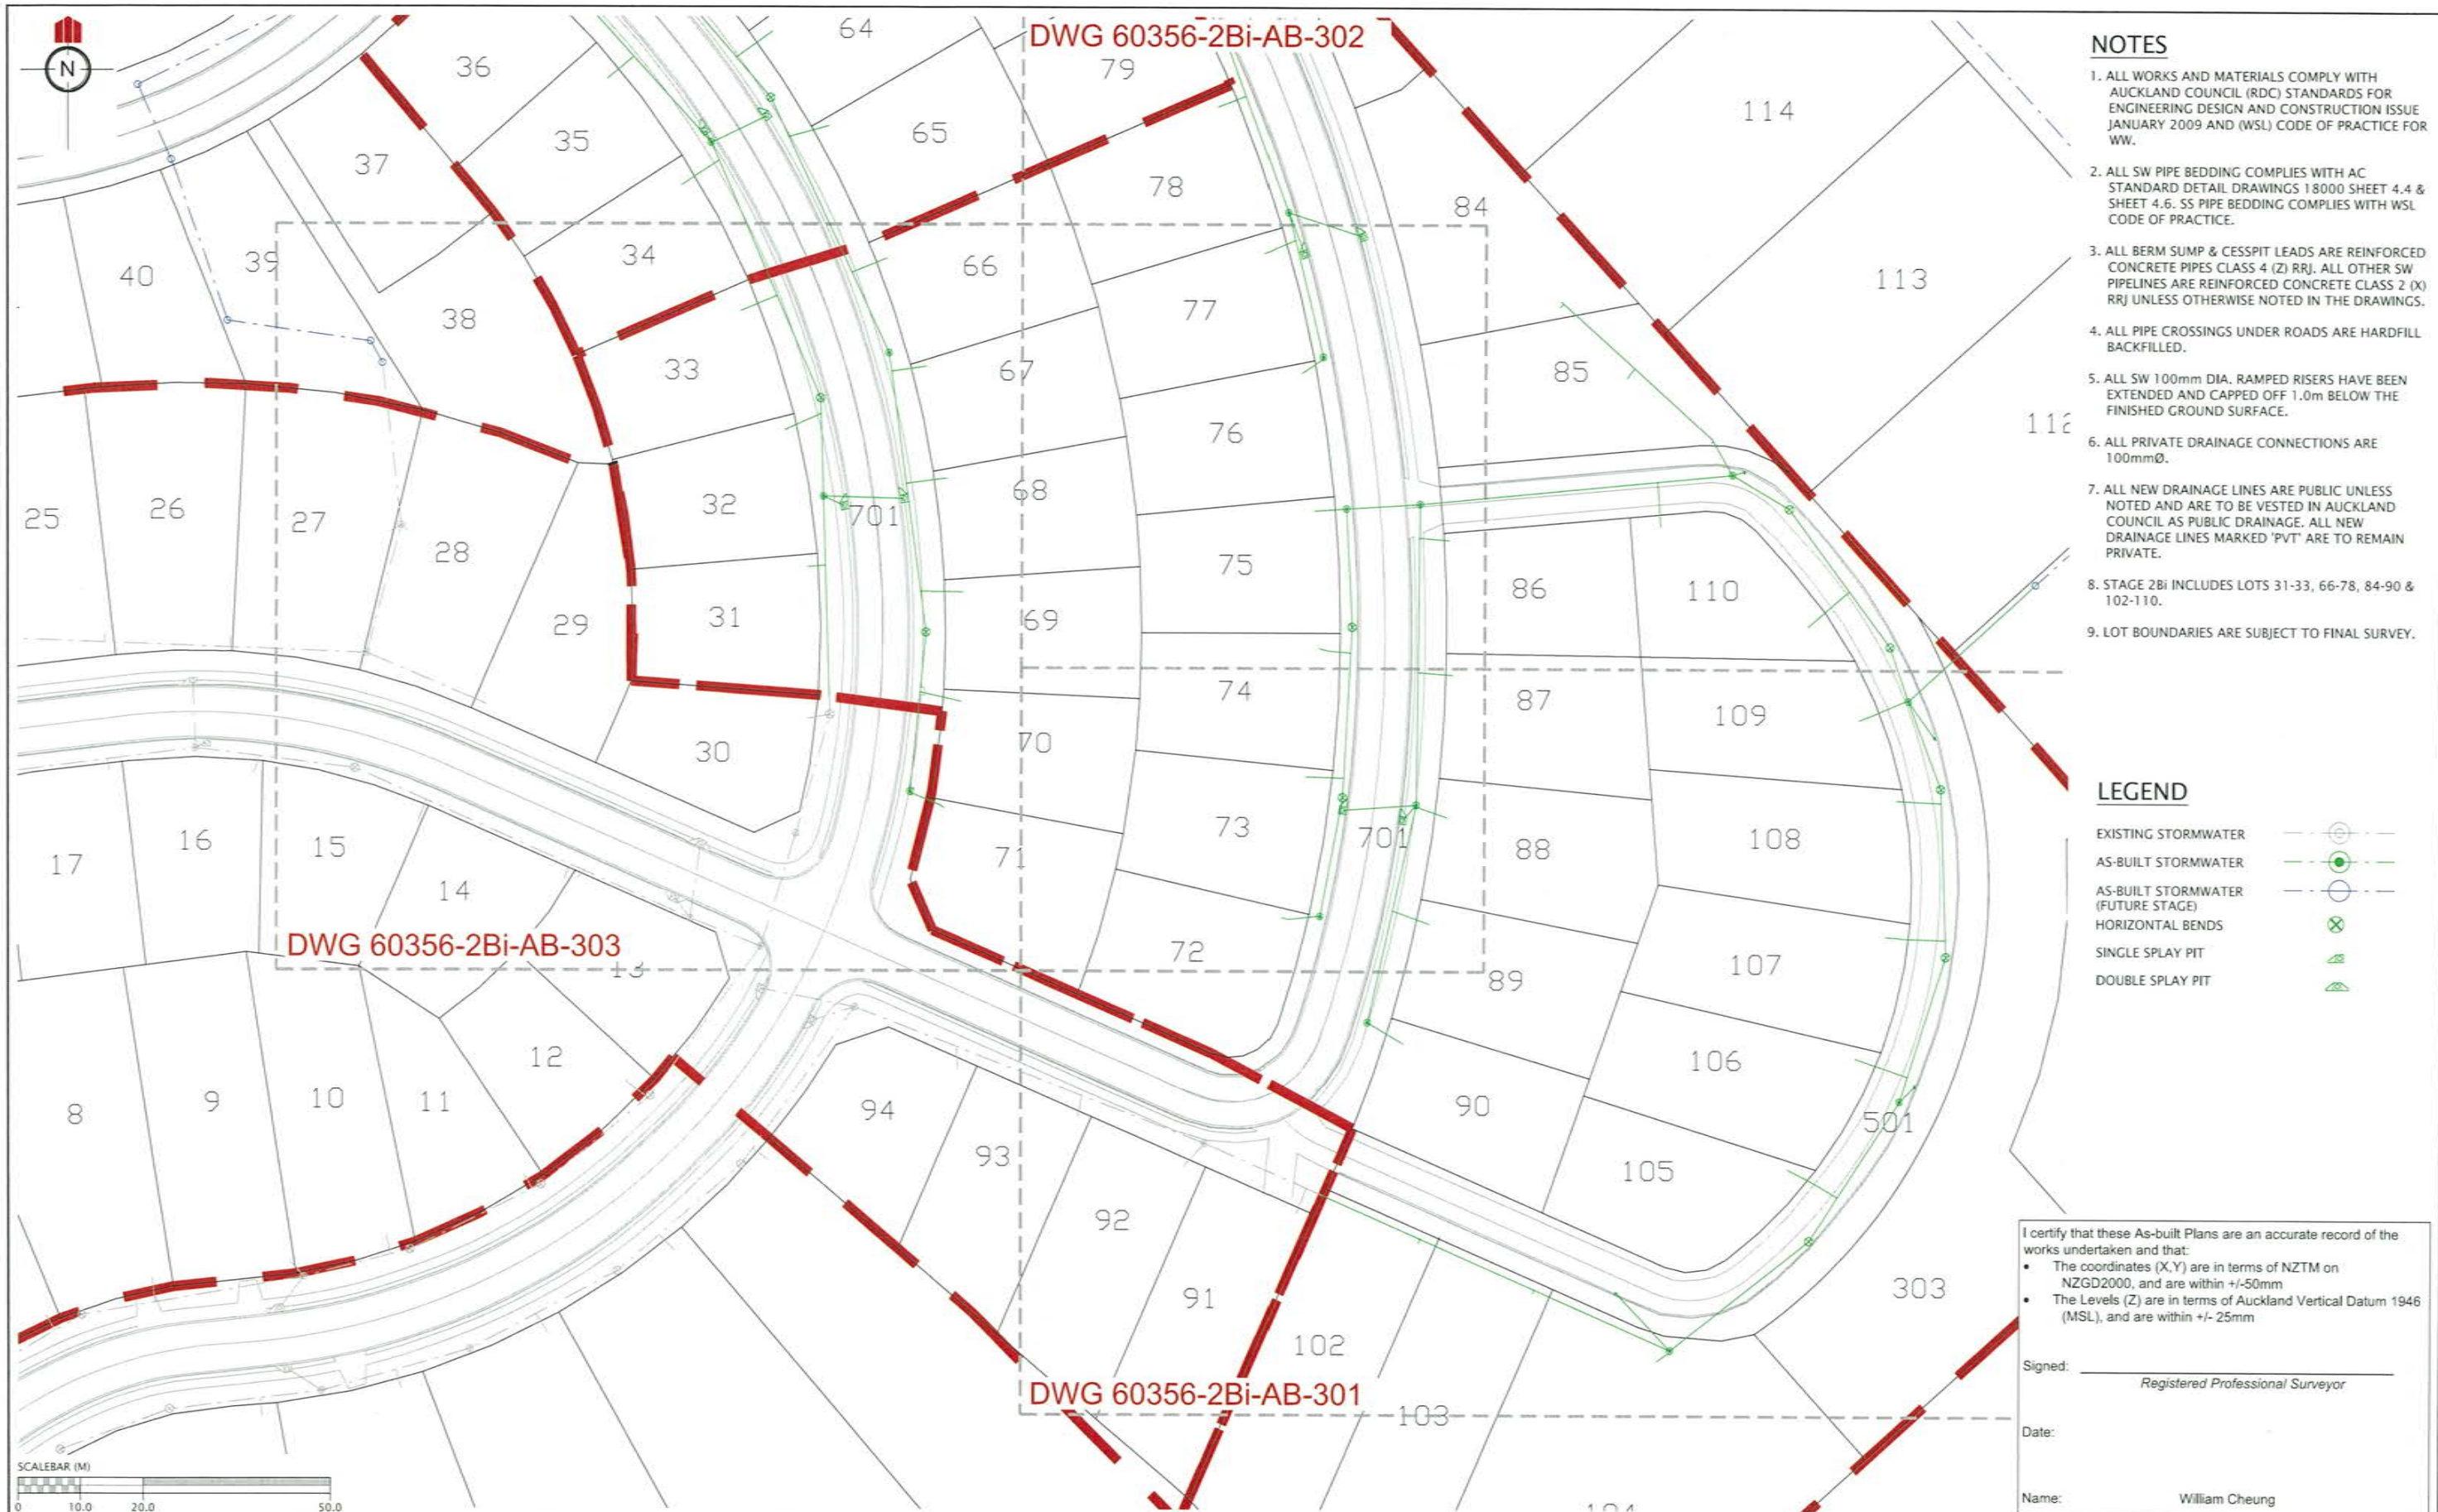 N
DWG 60356-2Bi-AB-302
64
36
79
65
35
114
37
78
84
34
66
40
39
113
38
77
33
67
85
112
76
68
32
701
25
26
27
28
75
86
110
29
31
69
74
87
109
30
70
16
15
73
701
88
108
17
71
14
DWG 60356-2Bi-AB-303
13
72
107
89
12
106
94
90
8
9
10
11
501
93
105
92
303
91
102
DWG 60356-2Bi-AB-301
103
104
SCALEBAR (M)
0 10.0 20.0 50.0
NOTES
1. ALL WORKS AND MATERIALS COMPLY WITH
AUCKLAND COUNCIL (RDC) STANDARDS FOR
ENGINEERING DESIGN AND CONSTRUCTION ISSUE
JANUARY 2009 AND (WSL) CODE OF PRACTICE FOR
WW.
2. ALL SW PIPE BEDDING COMPLIES WITH AC
STANDARD DETAIL DRAWINGS 18000 SHEET 4.4 &
SHEET 4.6. SS PIPE BEDDING COMPLIES WITH WSL
CODE OF PRACTICE.
3. ALL BERM SUMP & CESSPIT LEADS ARE REINFORCED
CONCRETE PIPES CLASS 4 (Z) RRJ. ALL OTHER SW
PIPELINES ARE REINFORCED CONCRETE CLASS 2 (X)
RRJ UNLESS OTHERWISE NOTED IN THE DRAWINGS.
4. ALL PIPE CROSSINGS UNDER ROADS ARE HARDFILL
BACKFILLED.
5. ALL SW 100mm DIA. RAMPED RISERS HAVE BEEN
EXTENDED AND CAPPED OFF 1.0m BELOW THE
FINISHED GROUND SURFACE.
6. ALL PRIVATE DRAINAGE CONNECTIONS ARE
100mmØ.
7. ALL NEW DRAINAGE LINES ARE PUBLIC UNLESS
NOTED AND ARE TO BE VESTED IN AUCKLAND
COUNCIL AS PUBLIC DRAINAGE. ALL NEW
DRAINAGE LINES MARKED 'PVT' ARE TO REMAIN
PRIVATE.
8. STAGE 2Bi INCLUDES LOTS 31-33, 66-78, 84-90 &
102-110.
9. LOT BOUNDARIES ARE SUBJECT TO FINAL SURVEY.
LEGEND
EXISTING STORMWATER
AS-BUILT STORMWATER
AS-BUILT STORMWATER
(FUTURE STAGE)
HORIZONTAL BENDS
SINGLE SPLAY PIT
DOUBLE SPLAY PIT
I certify that these As-built Plans are an accurate record of the
works undertaken and that:
• The coordinates (X,Y) are in terms of NZTM on
NZGD2000, and are within +/-50mm
• The Levels (Z) are in terms of Auckland Vertical Datum 1946
(MSL), and are within +/- 25mm
Signed:
Registered Professional Surveyor
Date:
Name: William Cheung